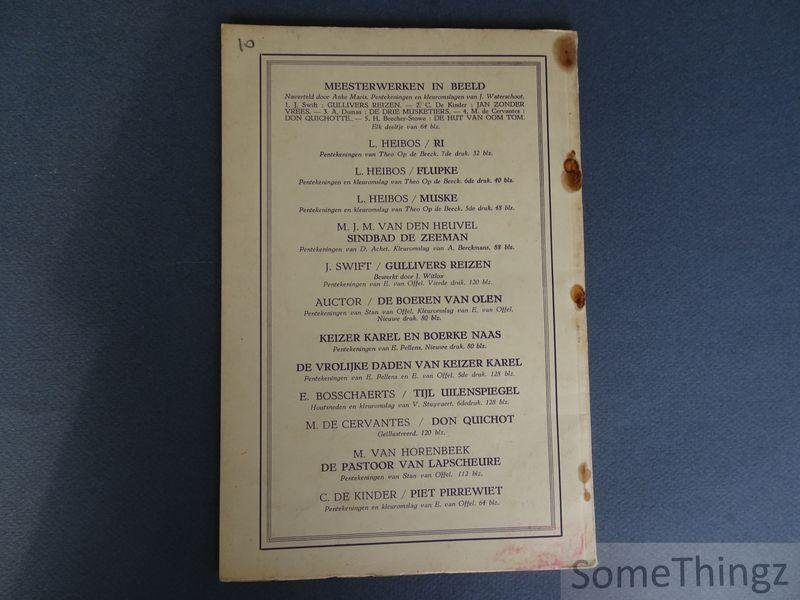 10
MEESTERWERKEN IN BEELD
Naverteld door Anke Maris. Pentekeningen en kleuromslagen van J. Waterschoot.
1. J. Swift : GULLIVERS REIZEN. — 2. C. De Kinder : JAN ZONDER
VREES. — 3. A. Dumas : DE DRIE MUSKETIERS. — 4. M. de Cervantes :
DON QUICHOTTE. — 5. H. Beecher-Stowe : DE HUT VAN OOM TOM.
Elk deeltje van 64 blz.
L. HEIBOS / RI
Pentekeningen van Theo Op de Beeck. 7de druk. 32 blz.
L. HEIBOS / FLUPKE
Pentekeningen en kleuromslag van Theo Op de Beeck. 6de druk. 40 blz.
L. HEIBOS / MUSKE
Pentekeningen en kleuromslag van Theo Op de Beeck. 5de druk. 48 blz.
M. J. M. VAN DEN HEUVEL
SINDBAD DE ZEEMAN
Pentekeningen van D. Achet. Kleuromslag van A. Berckmans. 88 blz.
J. SWIFT / GULLIVERS REIZEN
Bewerkt door J. Witlox
Pentekeningen van E. van Offel. Vierde druk. 120 blz.
AUCTOR / DE BOEREN VAN OLEN
Pentekeningen van Stan van Offel. Kleuromslag van E. van Offel.
Nieuwe druk. 80 blz.
KEIZER KAREL EN BOERKE NAAS
Pentekeningen van E. Pellens. Nieuwe druk. 80 blz.
DE VROLIJKE DADEN VAN KEIZER KAREL
Pentekeningen van E. Pellens en E. van Offel. 5de druk. 128 blz.
E. BOSSCHAERTS / TIJL UILENSPIEGEL
Houtsneden en kleuromslag van V. Stuyvaert. 6dedruk. 128 blz.
M. DE CERVANTES / DON QUICHOT
Geïllustreerd. 120 blz.
M. VAN HORENBEEK
DE PASTOOR VAN LAPSCHEURE
Pentekeningen van Stan van Offel. 112 blz.
C. DE KINDER / PIET PIRREWIET
Pentekeningen en kleuromslag van E. van Offel. 64 blz.
SomeThingz